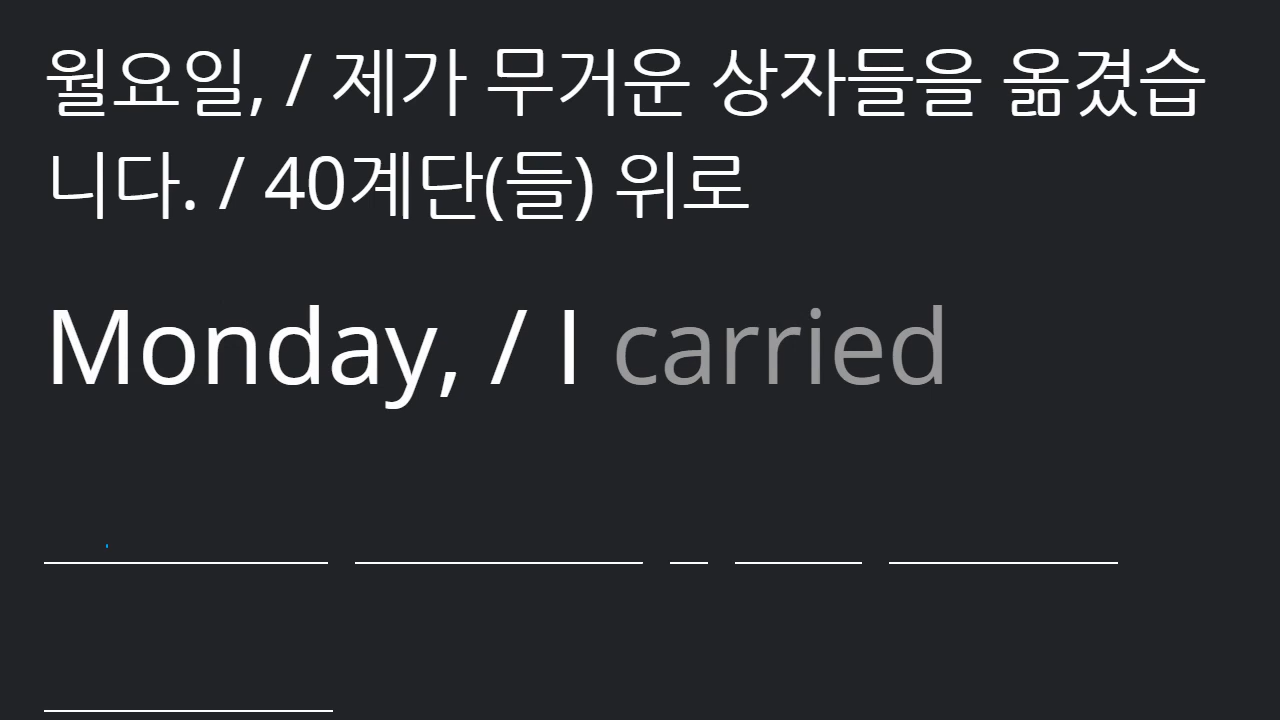 월요일, / 제가 무거운 상자들을 옮겼습
니다. / 40계단(들) 위로
Monday, / I carried